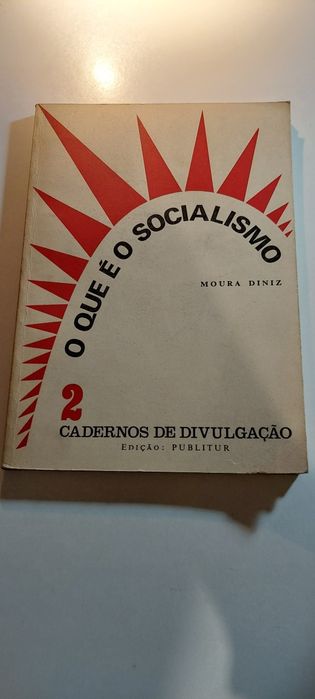 O QUE É O SOCIALISMO
MOURA DINIZ
2
CADERNOS DE DIVULGAÇÃO
EDIÇÃO: PUBLITUR